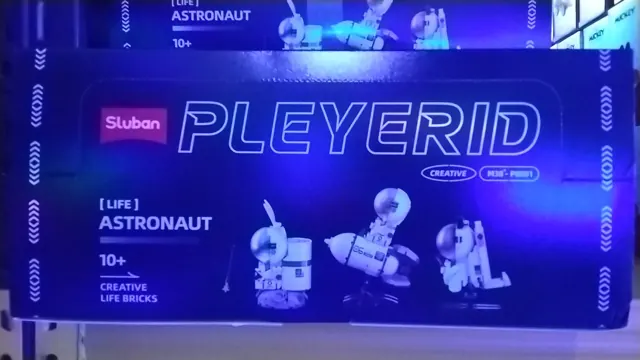 [ LIFE ]
ASTRONAUT
10+
Sluban
PLEYERID
CREATIVE
[ LIFE ]
ASTRONAUT
10+
CREATIVE
LIFE BRICKS